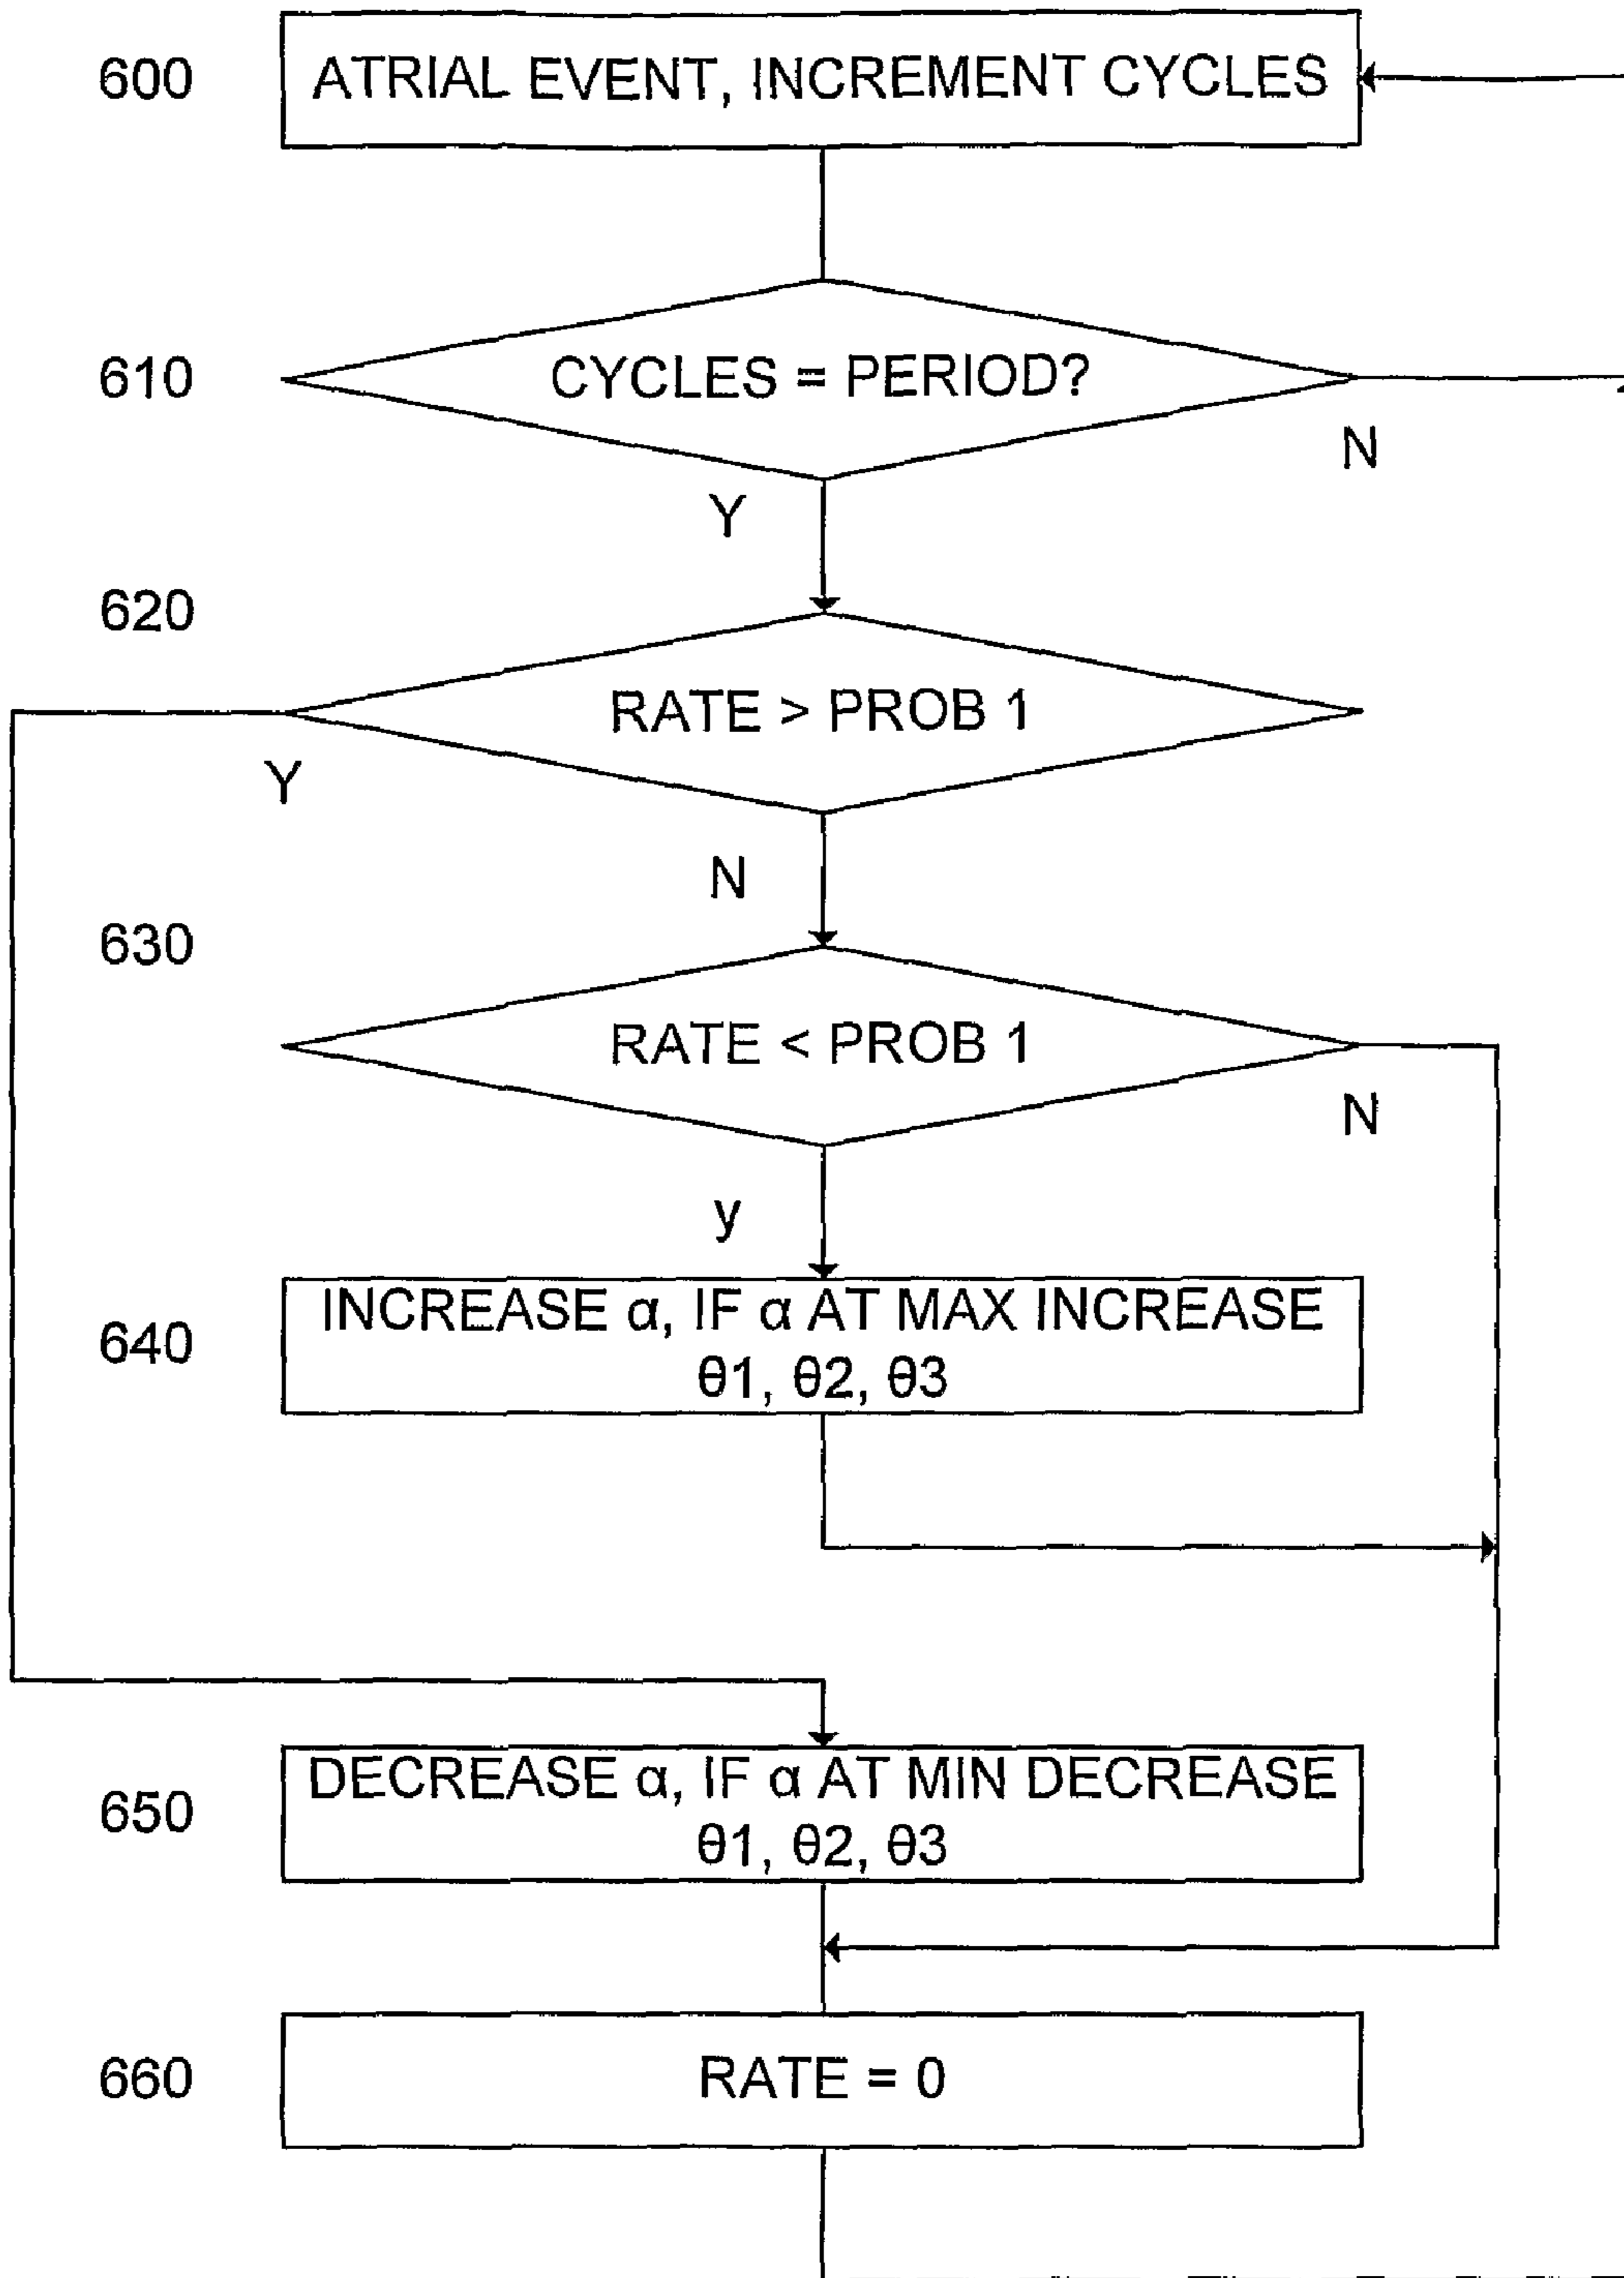 600
ATRIAL EVENT, INCREMENT CYCLES
610
CYCLES = PERIOD?
N
Y
620
RATE > PROB 1
Y
N
630
RATE < PROB 1
N
y
640
INCREASE α, IF α AT MAX INCREASE
θ1, θ2, θ3
650
DECREASE α, IF α AT MIN DECREASE
θ1, θ2, θ3
660
RATE = 0